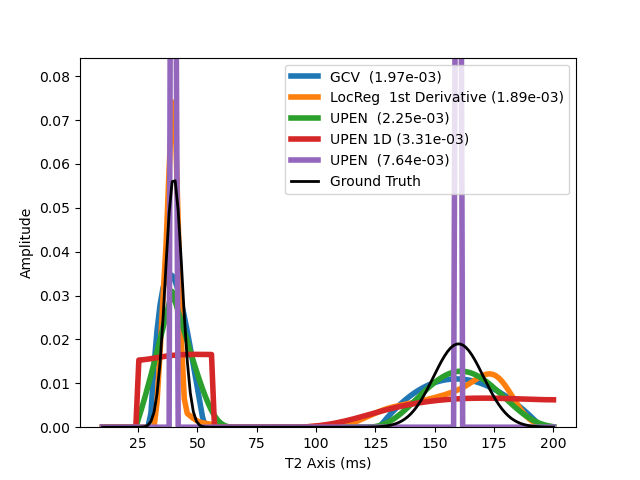 GCV  (1.97e-03)
LocReg  1st Derivative (1.89e-03)
UPEN  (2.25e-03)
UPEN 1D (3.31e-03)
UPEN  (7.64e-03)
Ground Truth
Amplitude
0.08
0.07
0.06
0.05
0.04
0.03
0.02
0.01
0.00
25 50 75 100 125 150 175 200
T2 Axis (ms)